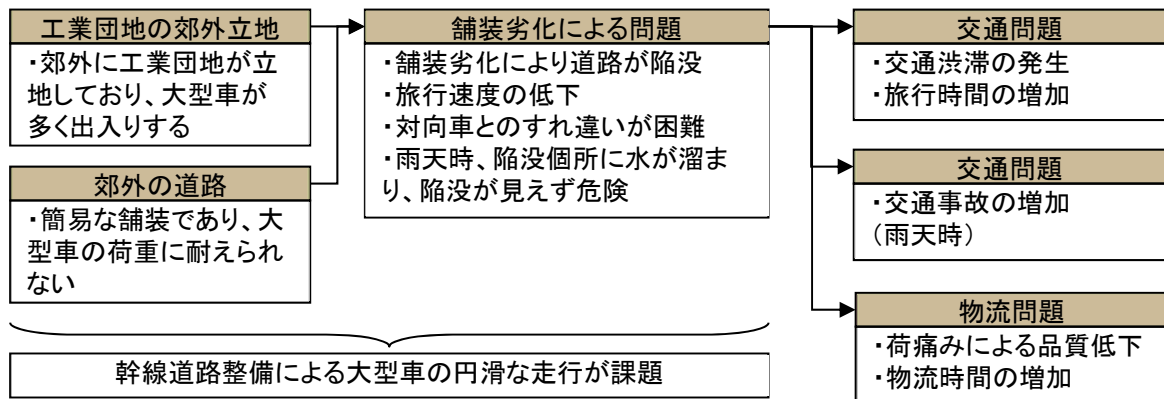 工業団地の郊外立地
・郊外に工業団地が立
地しており、大型車が
多く出入りする
郊外の道路
・簡易な舗装であり、大
型車の荷重に耐えられ
ない
舗装劣化による問題
・舗装劣化により道路が陥没
・旅行速度の低下
・対向車とのすれ違いが困難
・雨天時、陥没個所に水が溜ま
り、陥没が見えず危険
交通問題
・交通渋滞の発生
・旅行時間の増加
交通問題
・交通事故の増加
(雨天時)
物流問題
・荷痛みによる品質低下
・物流時間の増加
幹線道路整備による大型車の円滑な走行が課題